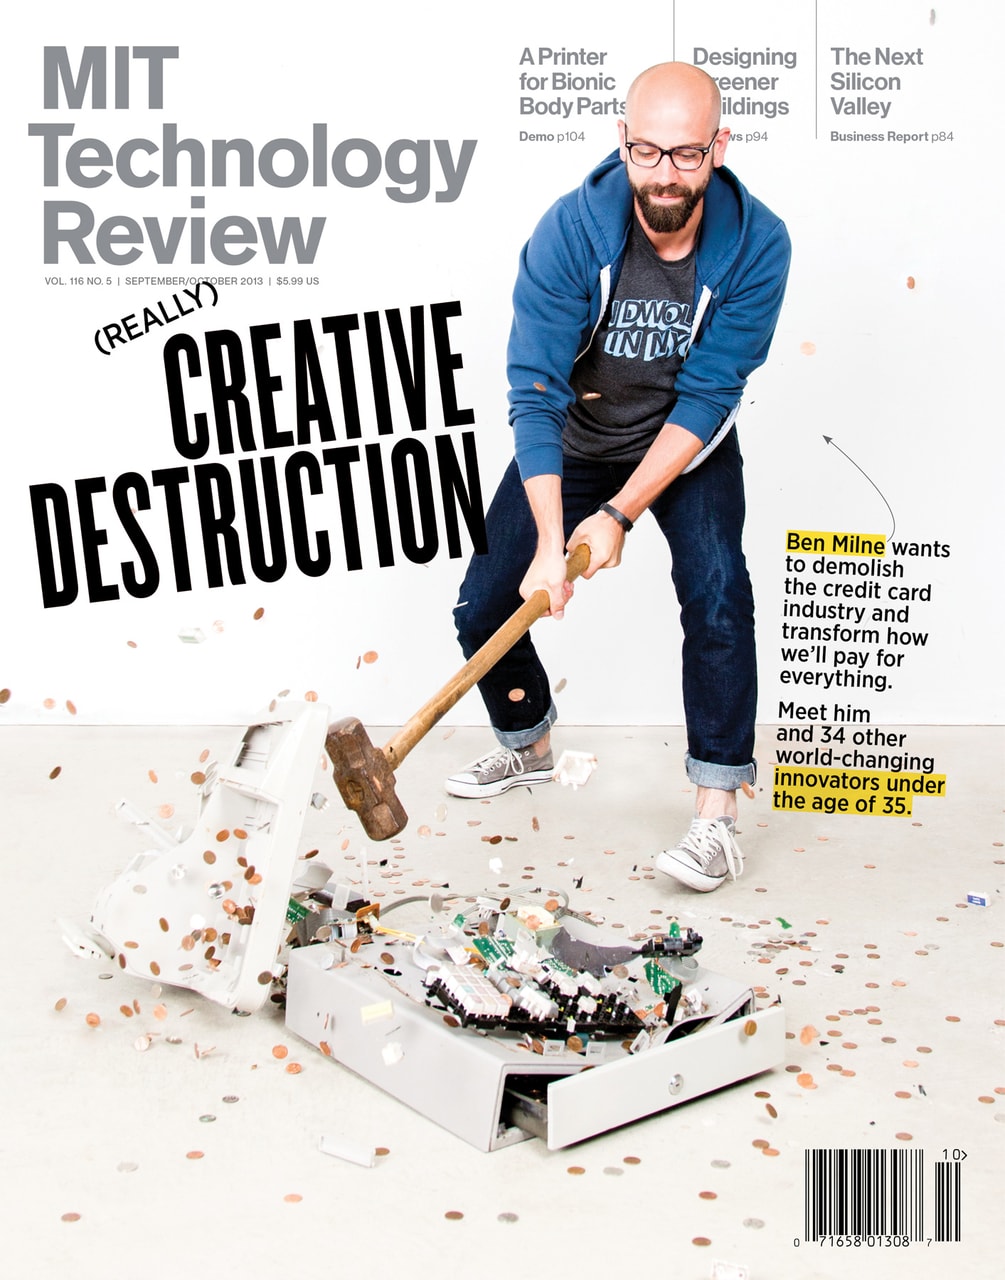 MIT
Technology
Review
VOL. 116 NO. 5 | SEPTEMBER/OCTOBER 2013 | $5.99 US
A Printer
for Bionic
Body Parts
Demo p104
Designing
p94
The Next
Silicon
Valley
Business Report p84
(REALLY)
CREATIVE
DESTRUCTION
IN NYC
Ben Milne wants
to demolish
the credit card
industry and
transform how
we'll pay for
everything.
Meet him
and 34 other
world-changing
innovators under
the age of 35.
10>
0 71658 01308 7